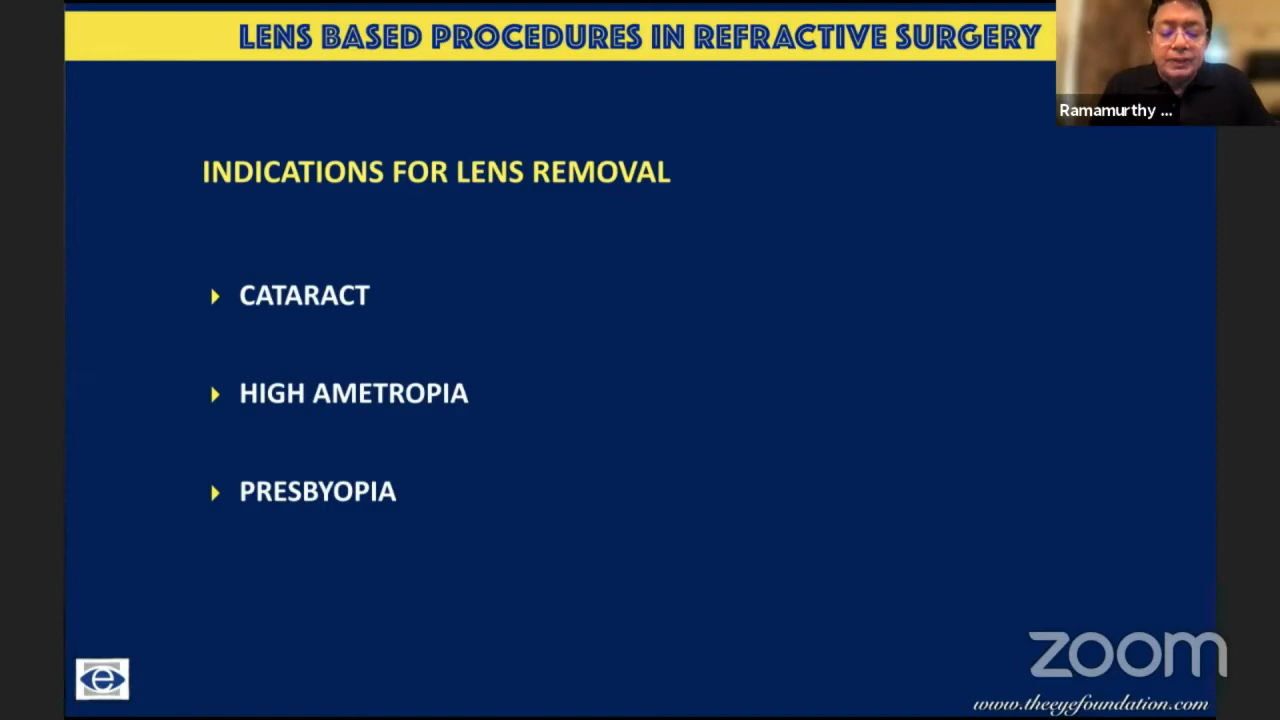 LENS BASED PROCEDURES IN REFRACTIVE SURGERY
Ramamurthy ...
INDICATIONS FOR LENS REMOVAL
CATARACT
HIGH AMETROPIA
PRESBYOPIA
e
zoom
www.theeyefoundation.com